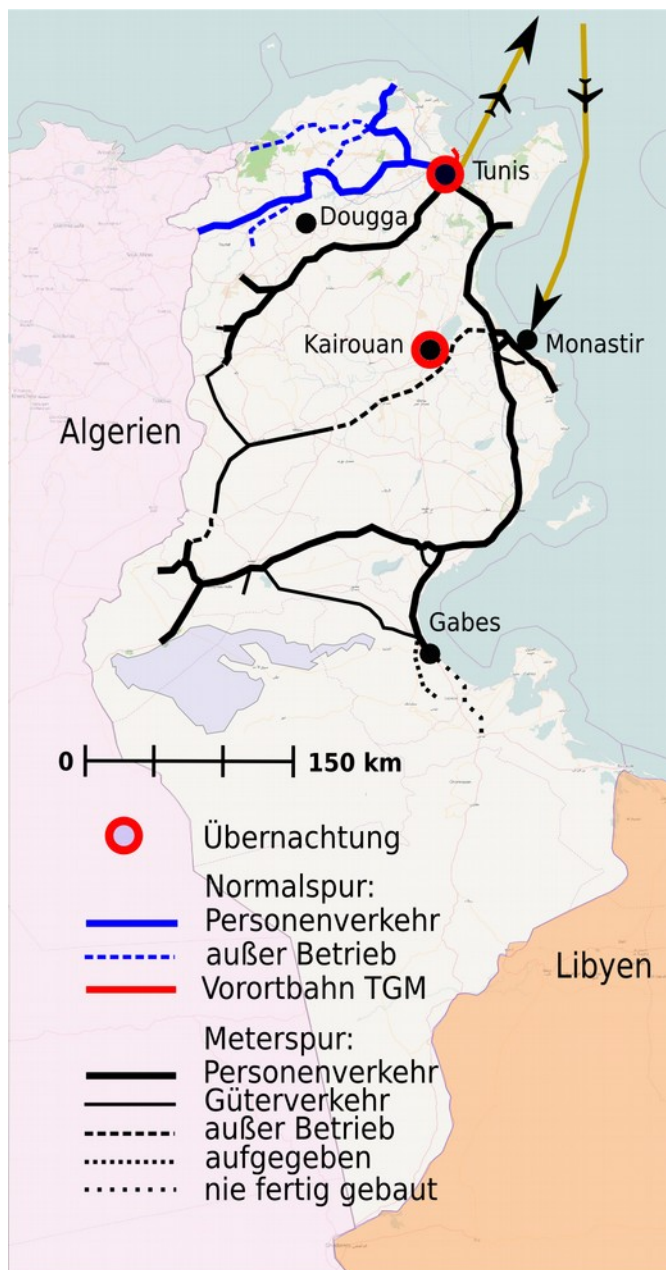 Tunis
Dougga
Kairouan
Monastir
Algerien
Gabes
0
150 km
Übernachtung
Normalspur:
Personenverkehr
außer Betrieb
Libyen
Vorortbahn TGM
Meterspur:
Personenverkehr
Güterverkehr
außer Betrieb
aufgegeben
nie fertig gebaut